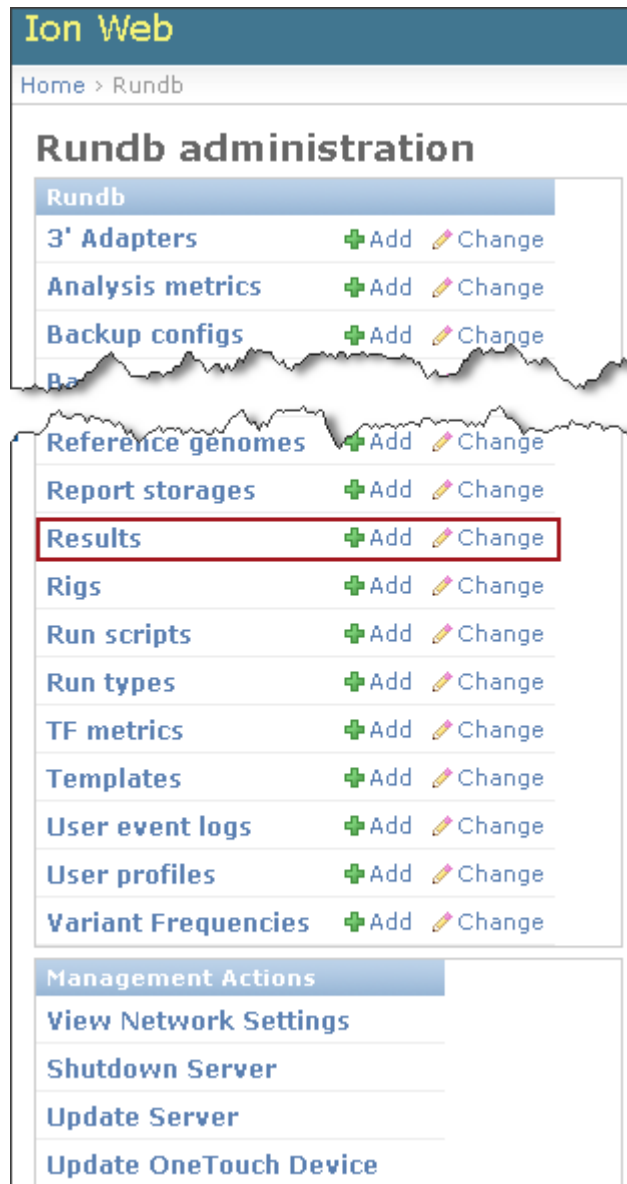 Ion Web
Home › Rundb
Rundb administration
Rundb
3' Adapters Add Change
Analysis metrics Add Change
Backup configs Add Change
Reference genomes Add Change
Report storages Add Change
Results Add Change
Rigs Add Change
Run scripts Add Change
Run types Add Change
TF metrics Add Change
Templates Add Change
User event logs Add Change
User profiles Add Change
Variant Frequencies Add Change
Management Actions
View Network Settings
Shutdown Server
Update Server
Update OneTouch Device